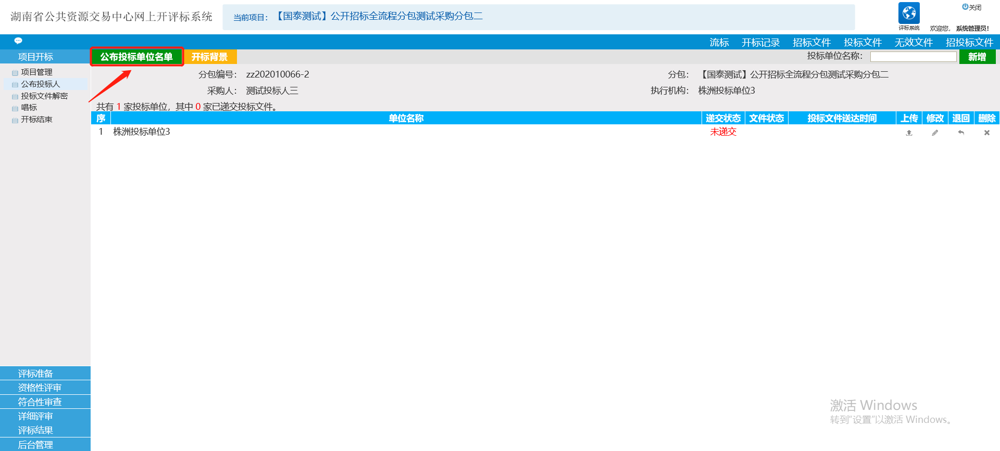 湖南省公共资源交易中心网上开评标系统
当前项目： 【国泰测试】公开招标全流程分包测试采购分包二
评标系统
关闭
欢迎您， 系统管理员！
流标 开标记录 招标文件 投标文件 无效文件 招投标文件
项目开标
公布投标单位名单 开标背景
投标单位名称： 新增
项目管理
公布投标人
投标文件解密
唱标
开标结束
分包编号： zz202010066-2 分包： 【国泰测试】公开招标全流程分包测试采购分包二
采购人： 测试投标人三 执行机构： 株洲投标单位3
共有 1 家投标单位，其中 0 家已递交投标文件。
序 单位名称 递交状态 文件状态 投标文件送达时间 上传 修改 退回 删除
1 株洲投标单位3 未递交
评标准备
资格性评审
符合性审查
详细评审
评标结果
后台管理
激活 Windows
转到“设置”以激活 Windows。